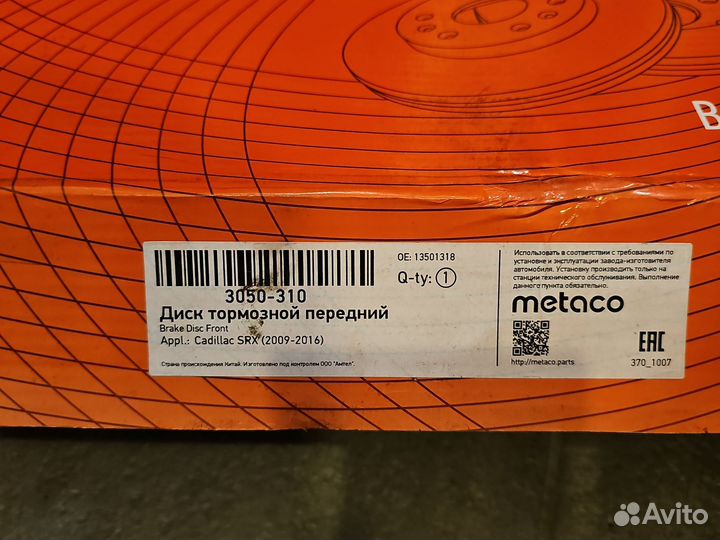 B
3050-310
OE: 13501318
Q-ty: 1
Диск тормозной передний
Brake Disc Front
Appl.: Cadillac SRX (2009-2016)
Страна происхождения Китай. Изготовлено под контролем ООО "Амтел".
Использовать в соответствии с требованиями по
установке и эксплуатации завода-изготовителя
автомобиля. Установку производить только на
станции технического обслуживания. Выполнение
данного пункта обязательно.
metaco
http://metaco.parts
EAC
370_1007
Avito